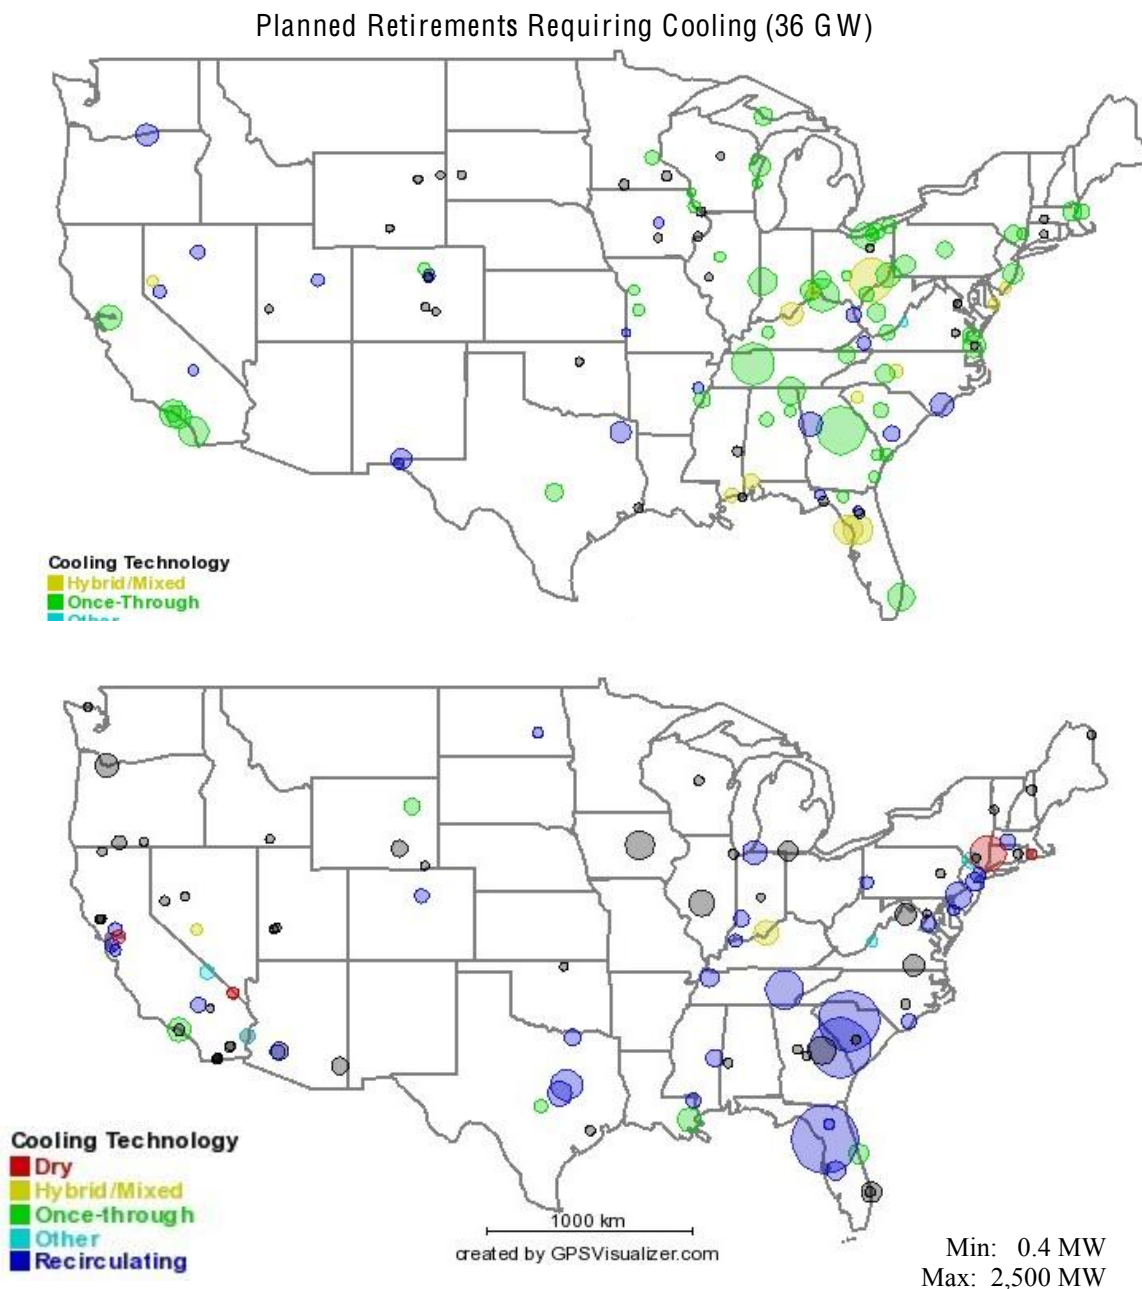 Planned Retirements Requiring Cooling (36 GW)
Cooling Technology
Hybrid/Mixed
Once-Through
Other
Cooling Technology
Dry
Hybrid/Mixed
Once-through
Other
Recirculating
1000 km
created by GPSVisualizer.com
Min: 0.4 MW
Max: 2,500 MW